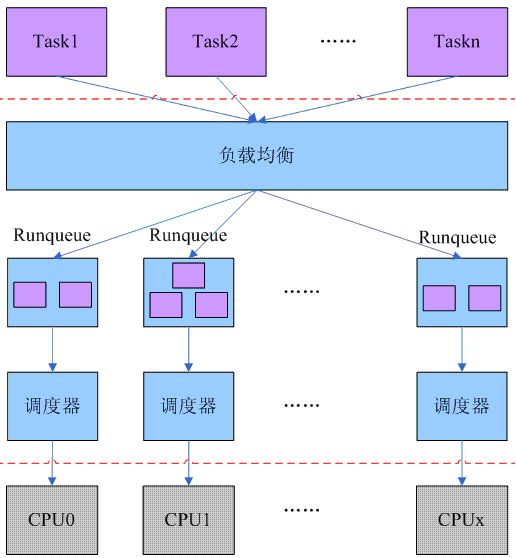 Task1 Task2 …… Taskn
负载均衡
Runqueue Runqueue Runqueue
……
调度器 调度器 …… 调度器
CPU0 CPU1 …… CPUx